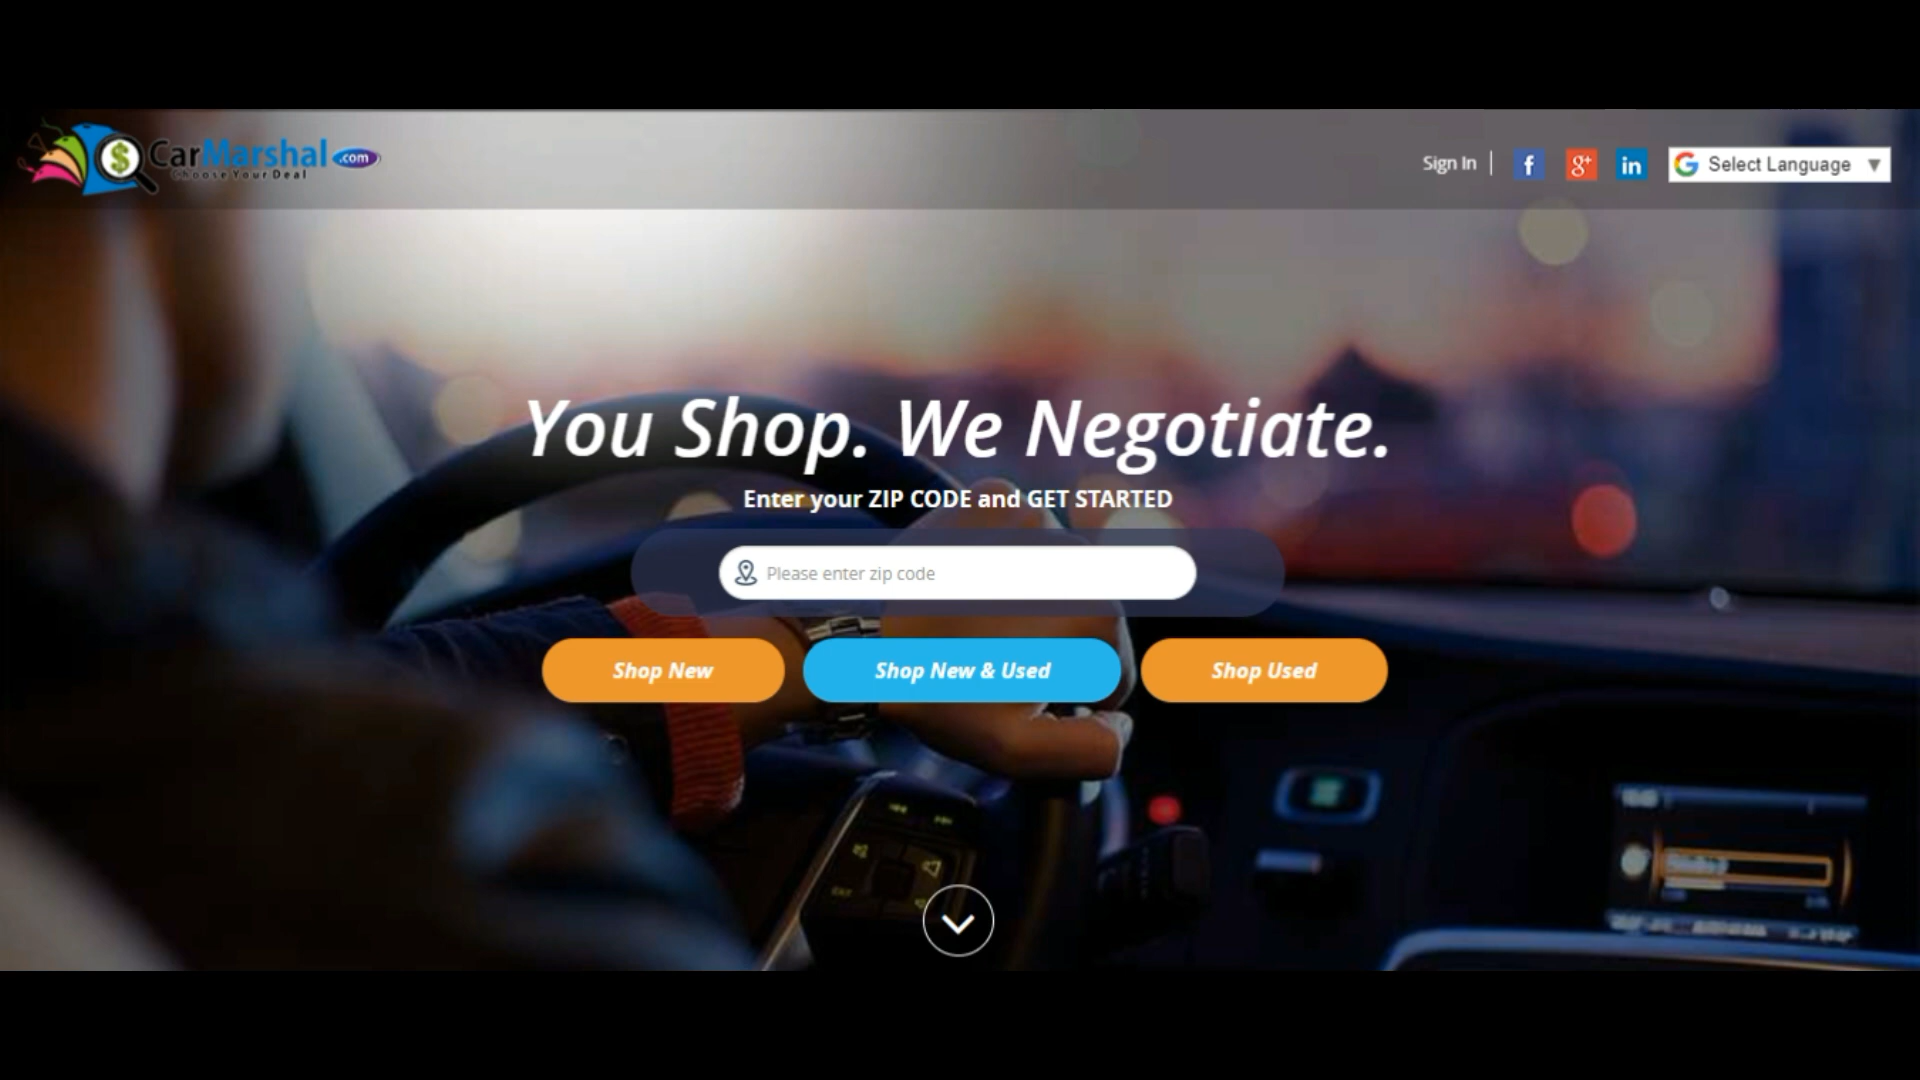 CarMarshal.com
Choose Your Deal
Sign In
f
g+
in
G Select Language ▼
You Shop. We Negotiate.
Enter your ZIP CODE and GET STARTED
Please enter zip code
Shop New
Shop New & Used
Shop Used